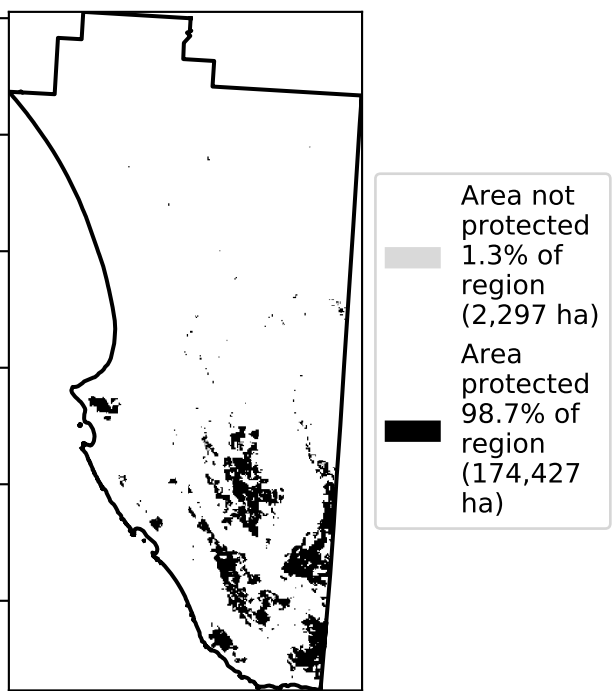 Area not
protected
1.3% of
region
(2,297 ha)
Area
protected
98.7% of
region
(174,427
ha)